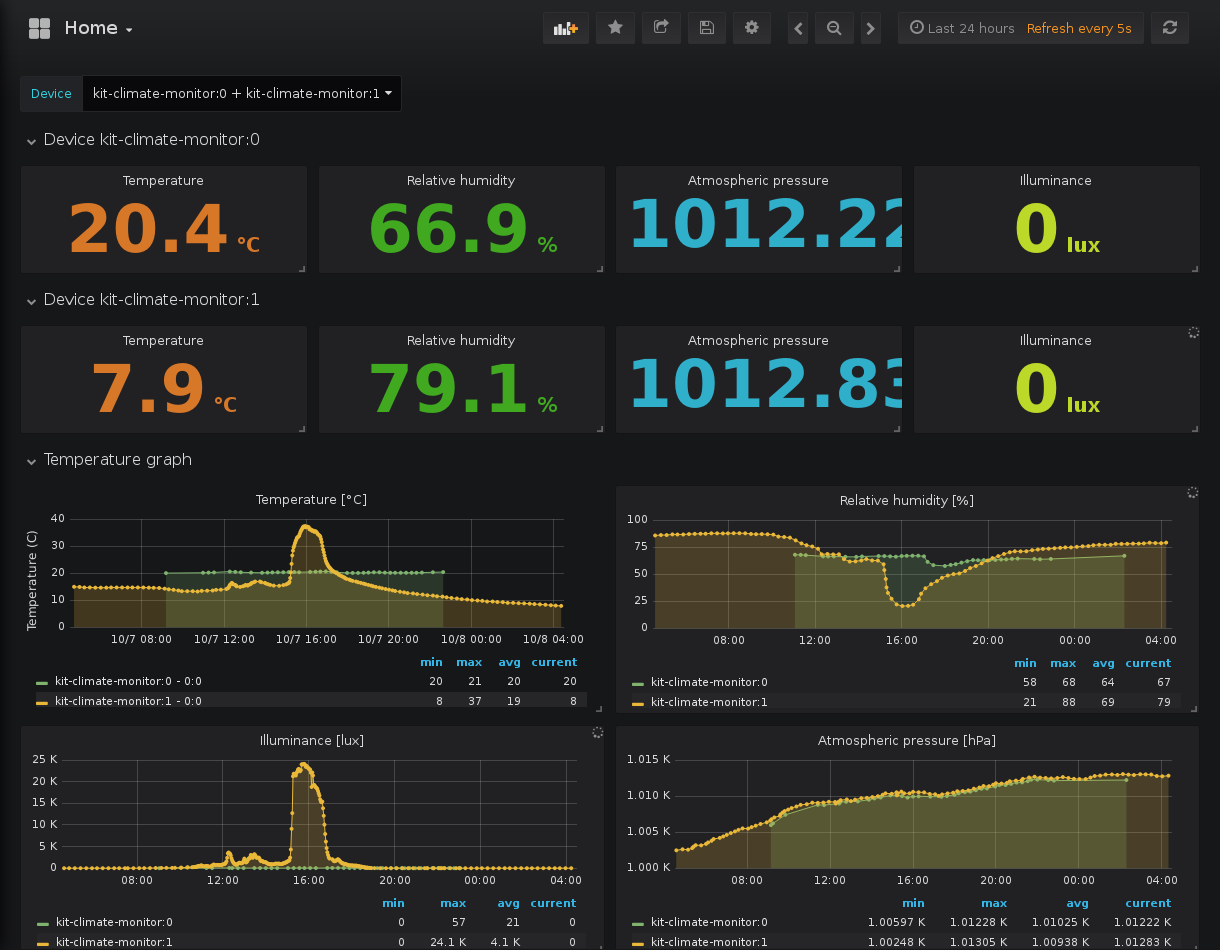 Home
Last 24 hours Refresh every 5s
Device kit-climate-monitor:0 + kit-climate-monitor:1
Device kit-climate-monitor:0
Temperature Relative humidity Atmospheric pressure Illuminance
20.4 °C 66.9 % 1012.22 0 lux
Device kit-climate-monitor:1
Temperature Relative humidity Atmospheric pressure Illuminance
7.9 °C 79.1 % 1012.83 0 lux
Temperature graph
Temperature [°C]
Temperature (C)
40
30
20
10
0
10/7 08:00 10/7 12:00 10/7 16:00 10/7 20:00 10/8 00:00 10/8 04:00
min max avg current
kit-climate-monitor:0 - 0:0 20 21 20 20
kit-climate-monitor:1 - 0:0 8 37 19 8
Relative humidity [%]
100
75
50
25
0
08:00 12:00 16:00 20:00 00:00 04:00
min max avg current
kit-climate-monitor:0 58 68 64 67
kit-climate-monitor:1 21 88 69 79
Illuminance [lux]
25 K
20 K
15 K
10 K
5 K
0
08:00 12:00 16:00 20:00 00:00 04:00
min max avg current
kit-climate-monitor:0 0 57 21 0
kit-climate-monitor:1 0 24.1 K 4.1 K 0
Atmospheric pressure [hPa]
1.015 K
1.010 K
1.005 K
1.000 K
08:00 12:00 16:00 20:00 00:00 04:00
min max avg current
kit-climate-monitor:0 1.00597 K 1.01228 K 1.01025 K 1.01222 K
kit-climate-monitor:1 1.00248 K 1.01305 K 1.00938 K 1.01283 K